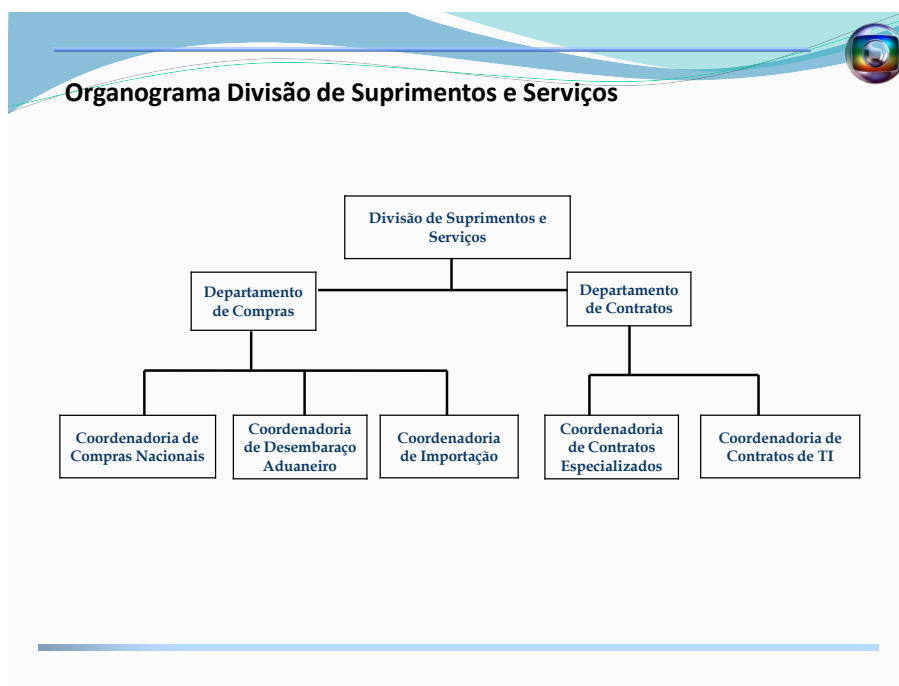 Organograma Divisão de Suprimentos e Serviços
Divisão de Suprimentos e
Serviços
Departamento
de Compras
Departamento
de Contratos
Coordenadoria de
Compras Nacionais
Coordenadoria
de Desembaraço
Aduaneiro
Coordenadoria
de Importação
Coordenadoria
de Contratos
Especializados
Coordenadoria de
Contratos de TI